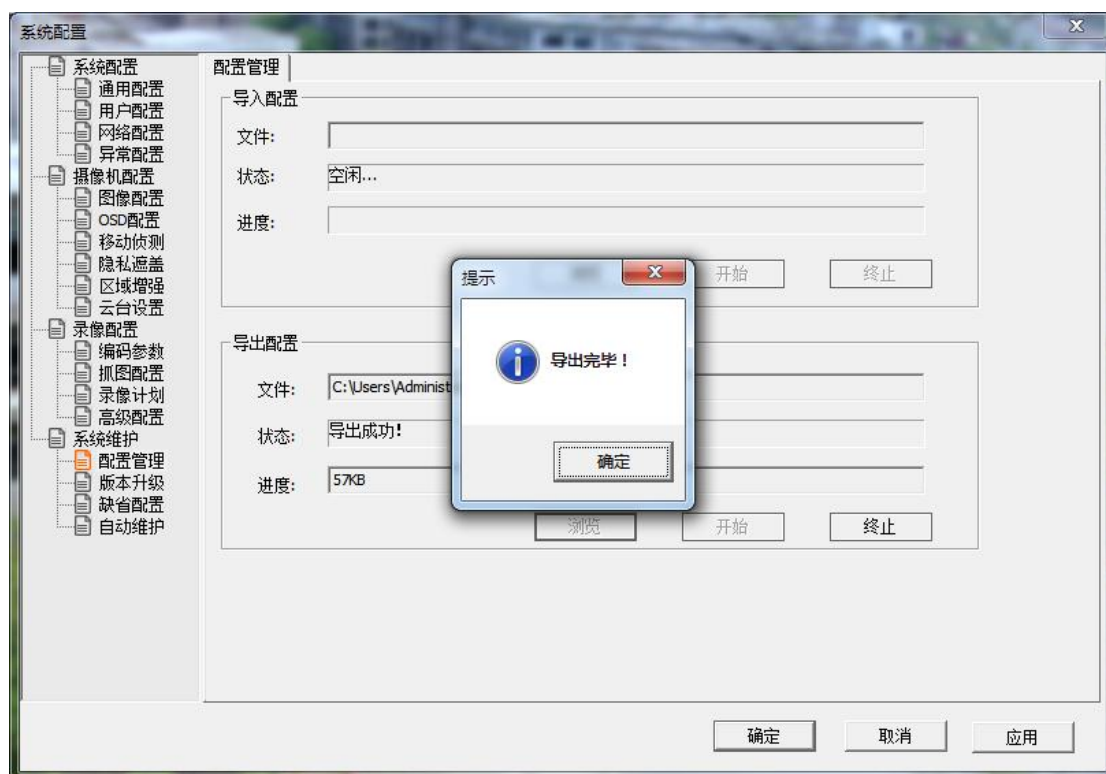 系统配置
系统配置
通用配置
用户配置
网络配置
异常配置
摄像机配置
图像配置
OSD配置
移动侦测
隐私遮盖
区域增强
云台设置
录像配置
编码参数
抓图配置
录像计划
高级配置
系统维护
配置管理
版本升级
缺省配置
自动维护
配置管理
导入配置
文件:
状态: 空闲...
进度:
开始 终止
导出配置
文件: C:\Users\Administ
状态: 导出成功!
进度: 57KB
浏览 开始 终止
提示
导出完毕！
确定
确定 取消 应用